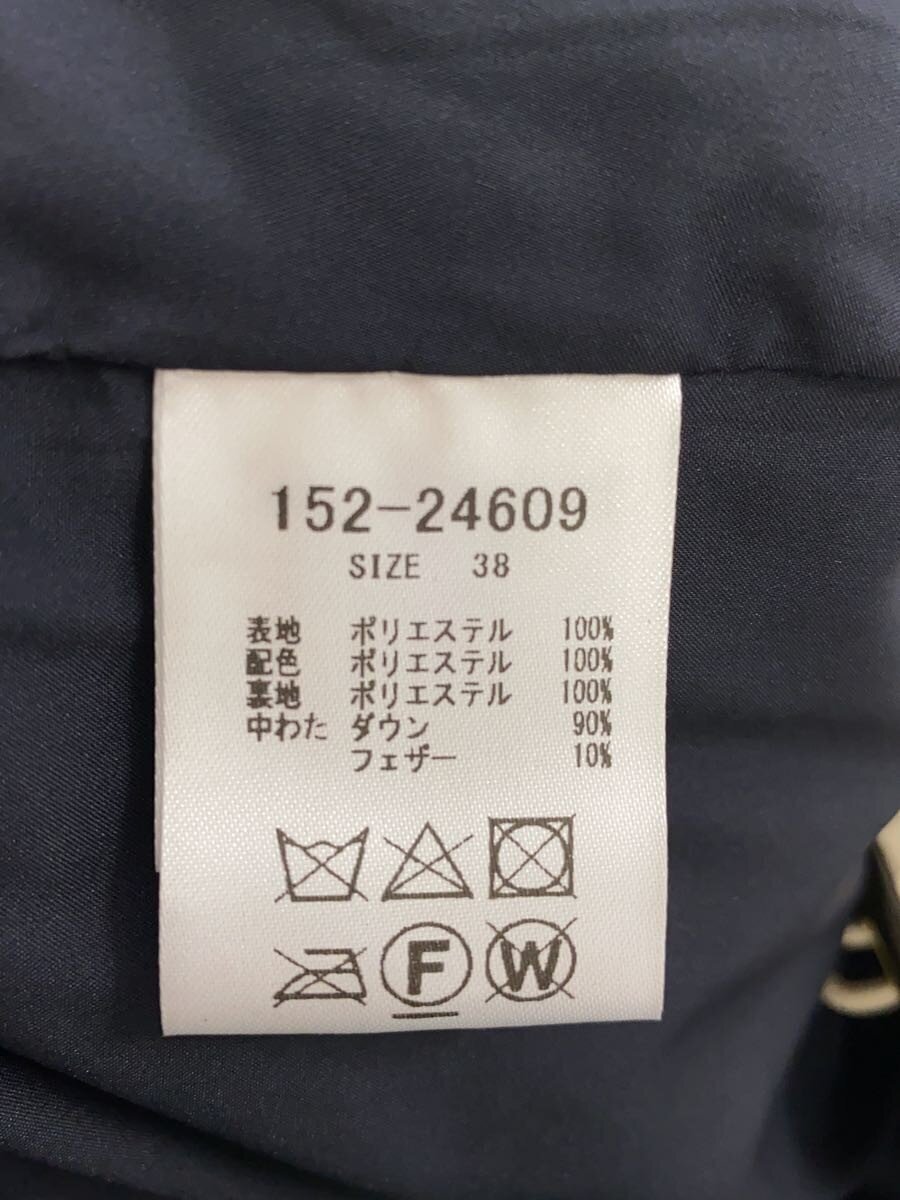 152-24609
SIZE 38
表地 ポリエステル 100%
配色 ポリエステル 100%
裏地 ポリエステル 100%
中わた ダウン 90%
フェザー 10%
F W